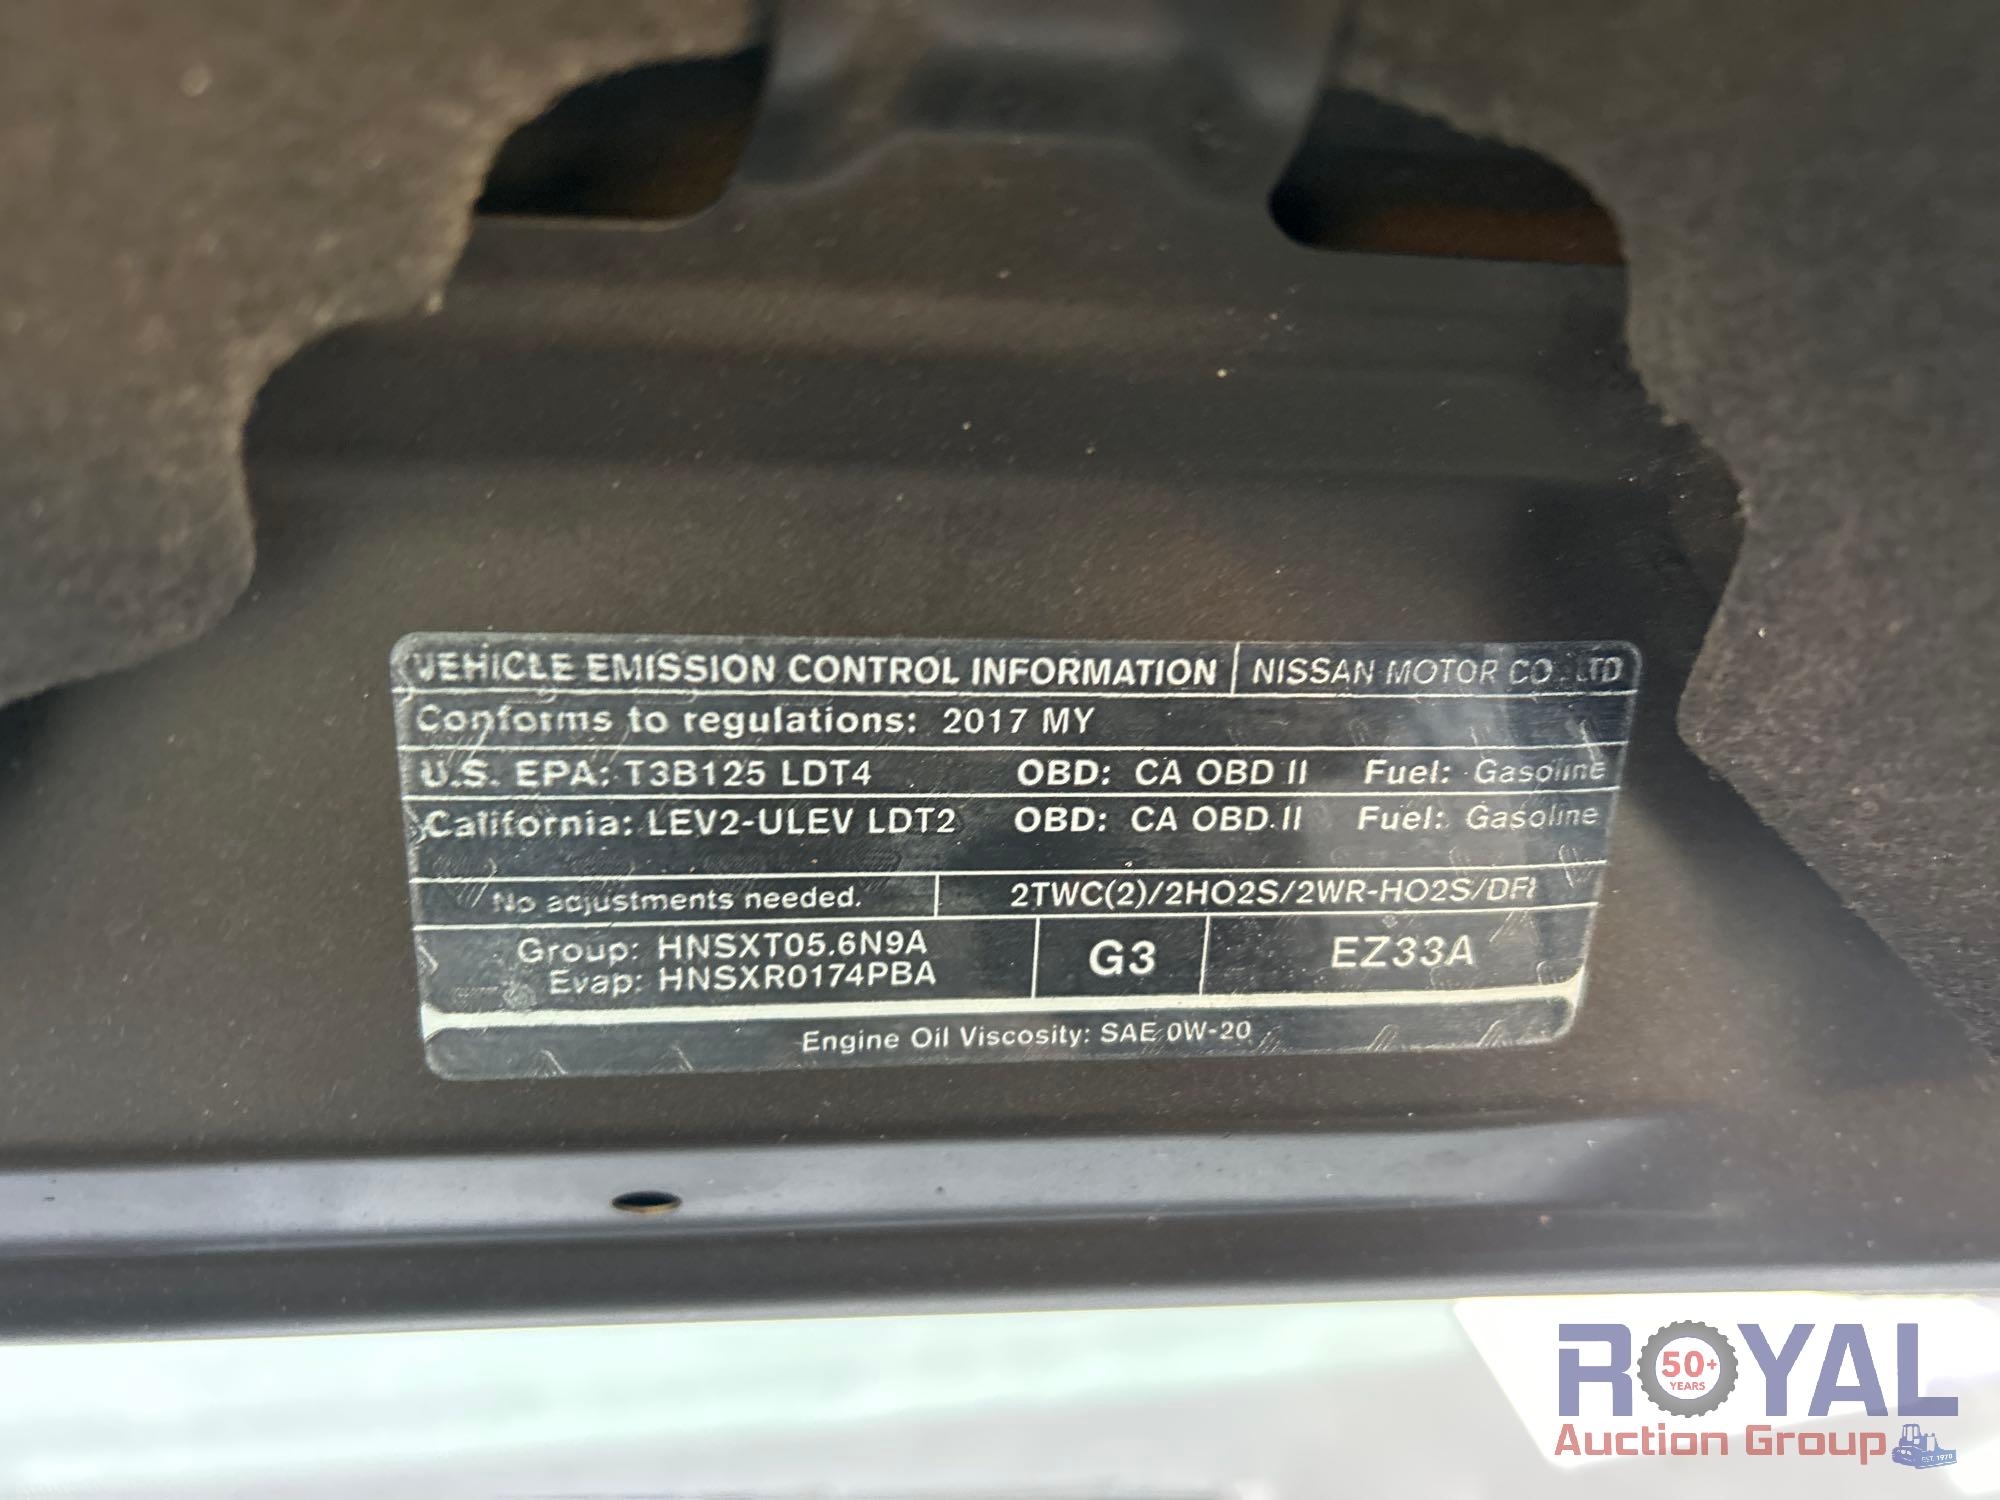 VEHICLE EMISSION CONTROL INFORMATION NISSAN MOTOR CO., LTD
Conforms to regulations: 2017 MY
U.S. EPA: T3B125 LDT4 OBD: CA OBD II Fuel: Gasoline
California: LEV2-ULEV LDT2 OBD: CA OBD II Fuel: Gasoline
No adjustments needed. 2TWC(2)/2HO2S/2WR-HO2S/DFI
Group: HNSXT05.6N9A
Evap: HNSXR0174PBA
G3
EZ33A
Engine Oil Viscosity: SAE 0W-20
ROYAL
50+
YEARS
Auction Group
EST. 1970